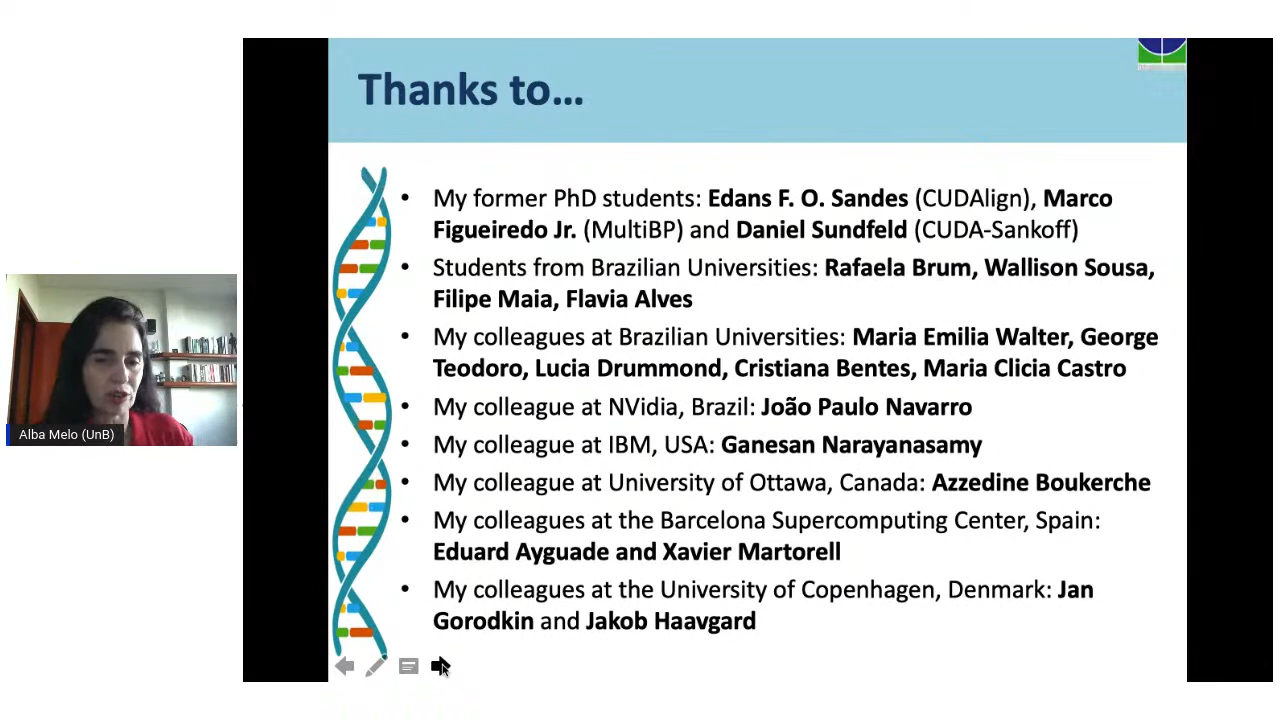 Thanks to...
• My former PhD students: Edans F. O. Sandes (CUDAlign), Marco
Figueiredo Jr. (MultiBP) and Daniel Sundfeld (CUDA-Sankoff)
• Students from Brazilian Universities: Rafaela Brum, Wallison Sousa,
Filipe Maia, Flavia Alves
• My colleagues at Brazilian Universities: Maria Emilia Walter, George
Teodoro, Lucia Drummond, Cristiana Bentes, Maria Clicia Castro
• My colleague at NVidia, Brazil: João Paulo Navarro
• My colleague at IBM, USA: Ganesan Narayanasamy
• My colleague at University of Ottawa, Canada: Azzedine Boukerche
• My colleagues at the Barcelona Supercomputing Center, Spain:
Eduard Ayguade and Xavier Martorell
• My colleagues at the University of Copenhagen, Denmark: Jan
Gorodkin and Jakob Haavgard
Alba Melo (UnB)